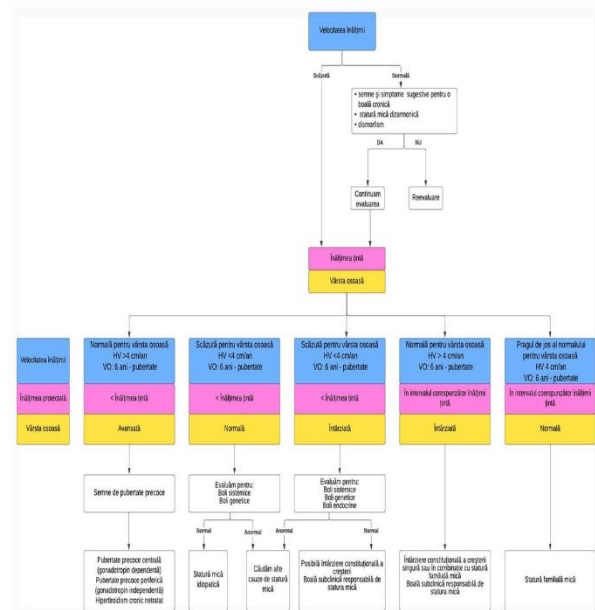 Velocitatea înălțimii
Scăzută
Normală
• semne și simptome sugestive pentru o
boală cronică
• statură mică dizarmonică
• dismorfism
DA
NU
Continuam
evaluarea
Reevaluare
Înălțimea țintă
Vârsta osoasă
Velocitatea înălțimii
Normală pentru vârsta osoasă
HV >4 cm/an
VO: 6 ani - pubertate
Scăzută pentru vârsta osoasă
HV <4 cm/an
VO: 6 ani - pubertate
Scăzută pentru vârsta osoasă
HV <4 cm/an
VO: 6 ani - pubertate
Normală pentru vârsta osoasă
HV > 4 cm/an
VO: 6 ani - pubertate
Pragul de jos al normalului
pentru vârsta osoasă
HV 4 cm/an
VO: 6 ani - pubertate
Înălțimea proiectată
< Înălțimea țintă
< Înălțimea țintă
< Înălțimea țintă
În intervalul corespunzător înălțimii
țintă
În intervalul corespunzător înălțimii
țintă
Vârsta osoasă
Avansată
Normală
Întârziată
Întârziată
Normală
Semne de pubertate precoce
Evaluăm pentru:
Boli sistemice
Boli genetice
Evaluăm pentru:
Boli sistemice
Boli genetice
Boli endocrine
Normal
Anormal
Anormal
Normal
Pubertate precoce centrală
(gonadotropin dependentă)
Pubertate precoce periferică
(gonadotropin independentă)
Hipertiroidism cronic netratat
Statură mică
idiopatică
Căutăm alte
cauze de statură
mică
Posibilă întârziere constituțională a
creșterii
Boală subclinică responsabilă de
statura mică
Întârziere constituțională a creșterii
singură sau în combinație cu statură
familială mică
Boală subclinică responsabilă de
statura mică
Statură familială mică